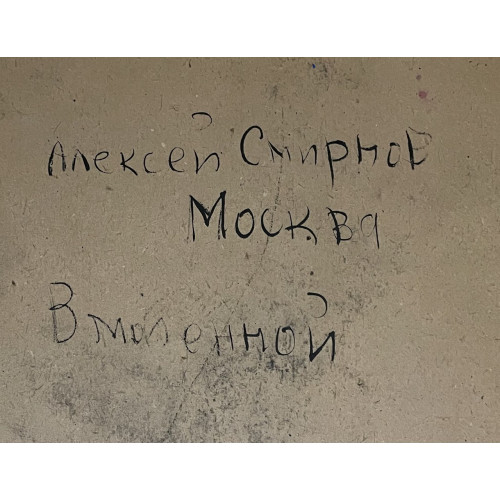 Алексей Смирнов
Москва
В моленной